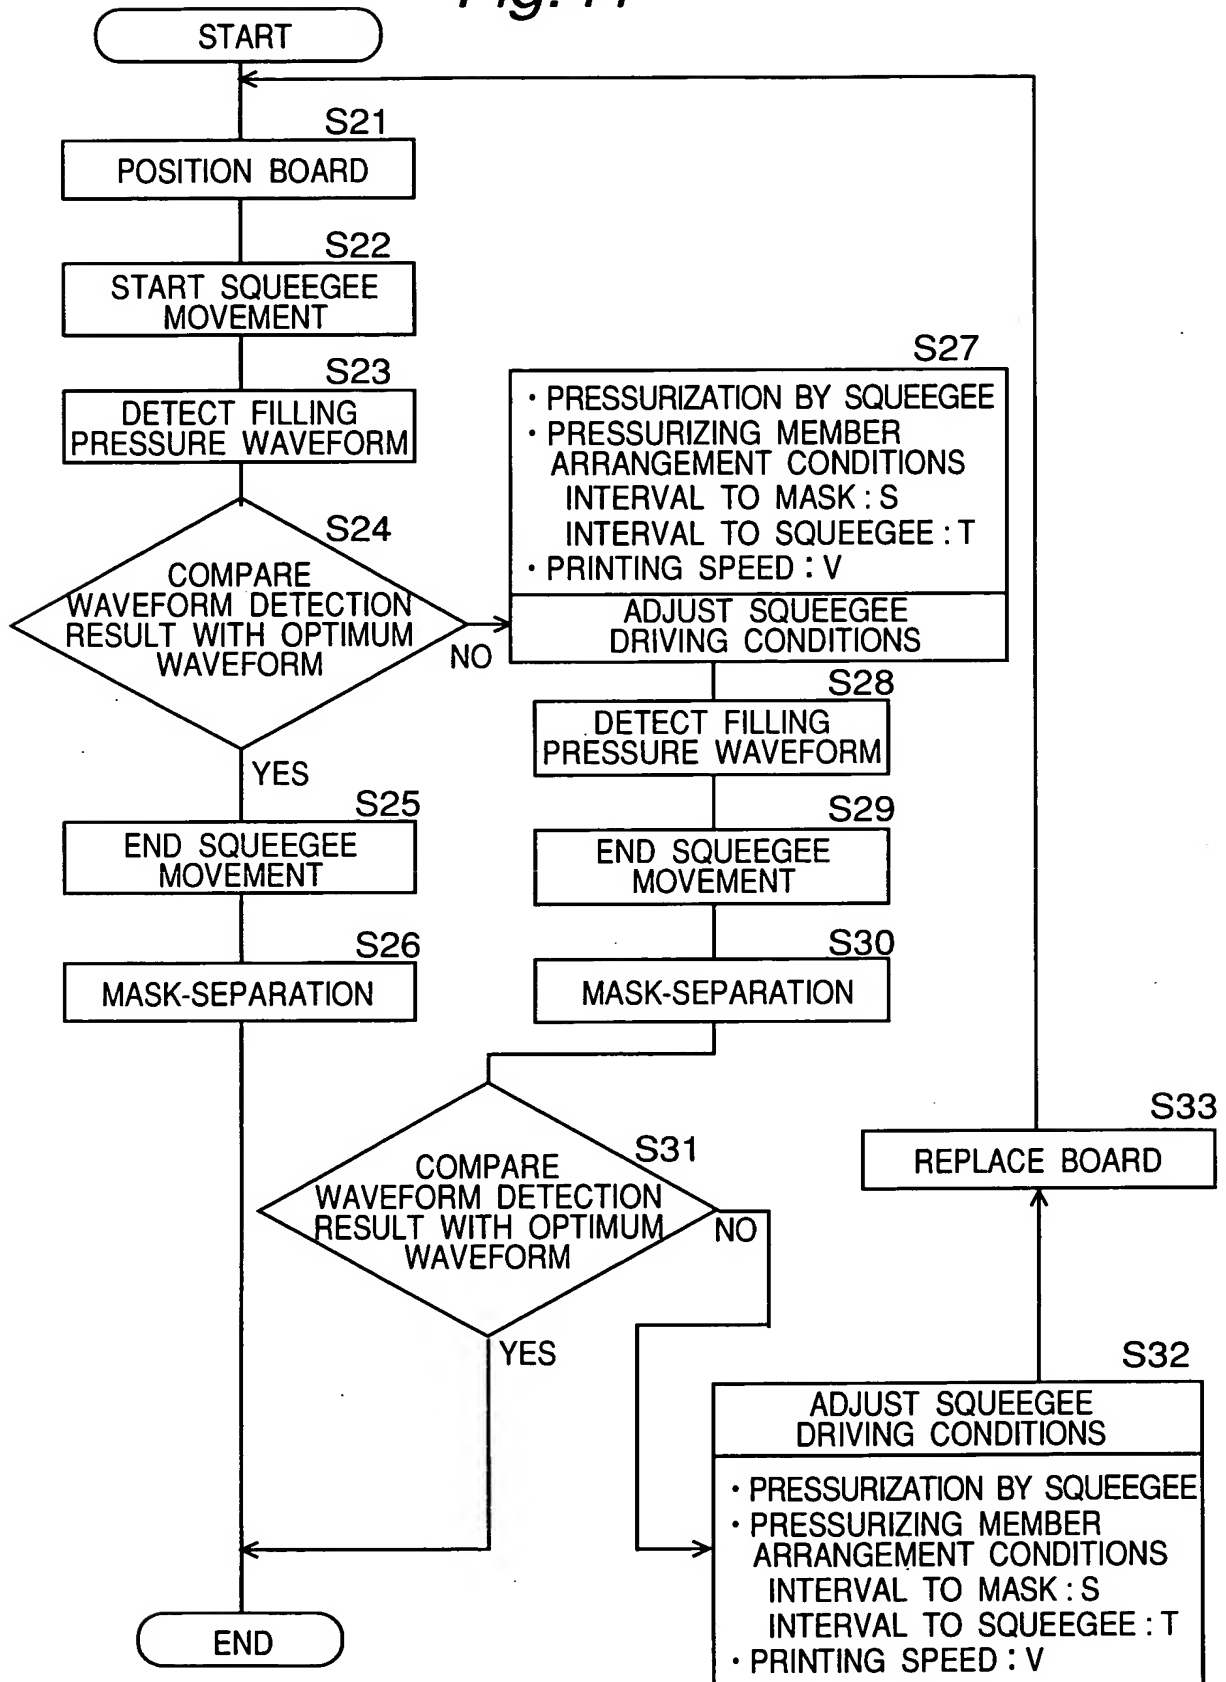 START
S21
POSITION BOARD
S22
START SQUEEGEE
MOVEMENT
S23
DETECT FILLING
PRESSURE WAVEFORM
S24
COMPARE
WAVEFORM DETECTION
RESULT WITH OPTIMUM
WAVEFORM
NO
YES
S25
END SQUEEGEE
MOVEMENT
S26
MASK-SEPARATION
S27
· PRESSURIZATION BY SQUEEGEE
· PRESSURIZING MEMBER
ARRANGEMENT CONDITIONS
INTERVAL TO MASK : S
INTERVAL TO SQUEEGEE : T
· PRINTING SPEED : V
ADJUST SQUEEGEE
DRIVING CONDITIONS
S28
DETECT FILLING
PRESSURE WAVEFORM
S29
END SQUEEGEE
MOVEMENT
S30
MASK-SEPARATION
S31
COMPARE
WAVEFORM DETECTION
RESULT WITH OPTIMUM
WAVEFORM
NO
YES
S33
REPLACE BOARD
S32
ADJUST SQUEEGEE
DRIVING CONDITIONS
· PRESSURIZATION BY SQUEEGEE
· PRESSURIZING MEMBER
ARRANGEMENT CONDITIONS
INTERVAL TO MASK : S
INTERVAL TO SQUEEGEE : T
· PRINTING SPEED : V
END